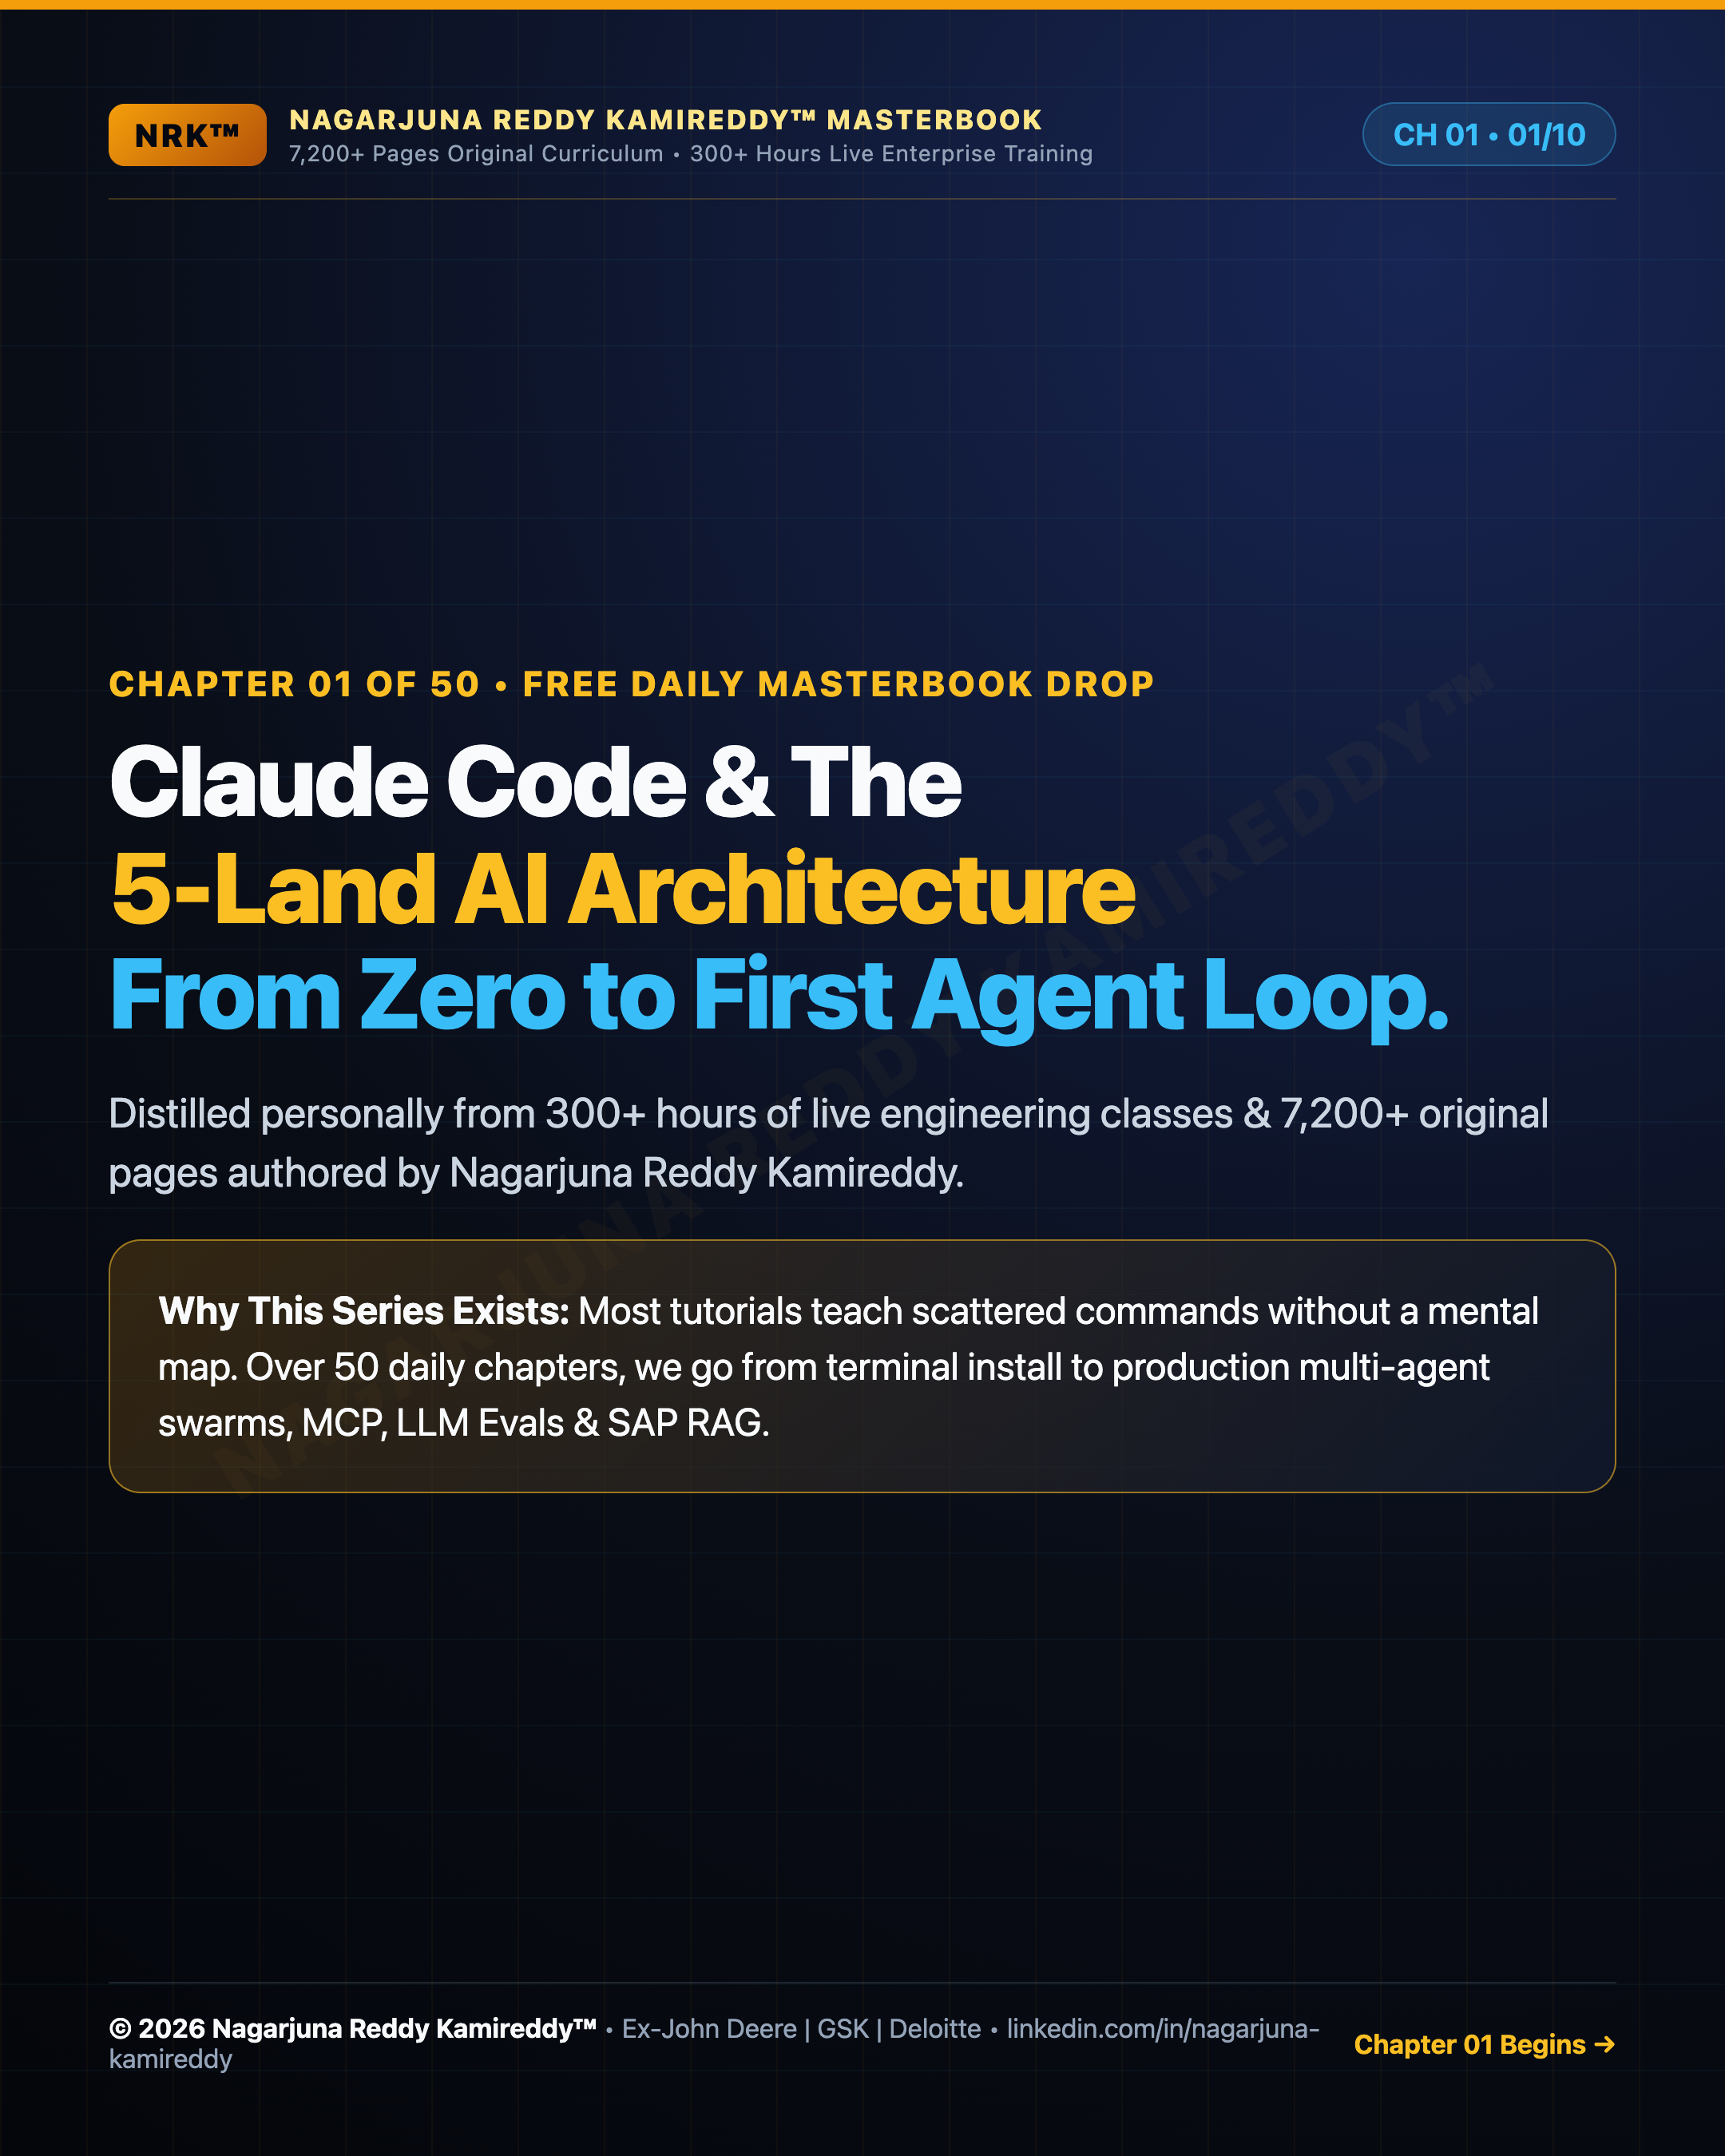 NRK™
NAGARJUNA REDDY KAMIREDDY™ MASTERBOOK
7,200+ Pages Original Curriculum • 300+ Hours Live Enterprise Training
CH 01 • 01/10
CHAPTER 01 OF 50 • FREE DAILY MASTERBOOK DROP
Claude Code & The
5-Land AI Architecture
From Zero to First Agent Loop.
Distilled personally from 300+ hours of live engineering classes & 7,200+ original
pages authored by Nagarjuna Reddy Kamireddy.
Why This Series Exists: Most tutorials teach scattered commands without a mental
map. Over 50 daily chapters, we go from terminal install to production multi-agent
swarms, MCP, LLM Evals & SAP RAG.
NAGARJUNA REDDY KAMIREDDY™
© 2026 Nagarjuna Reddy Kamireddy™ • Ex-John Deere | GSK | Deloitte • linkedin.com/in/nagarjuna-
kamireddy
Chapter 01 Begins →